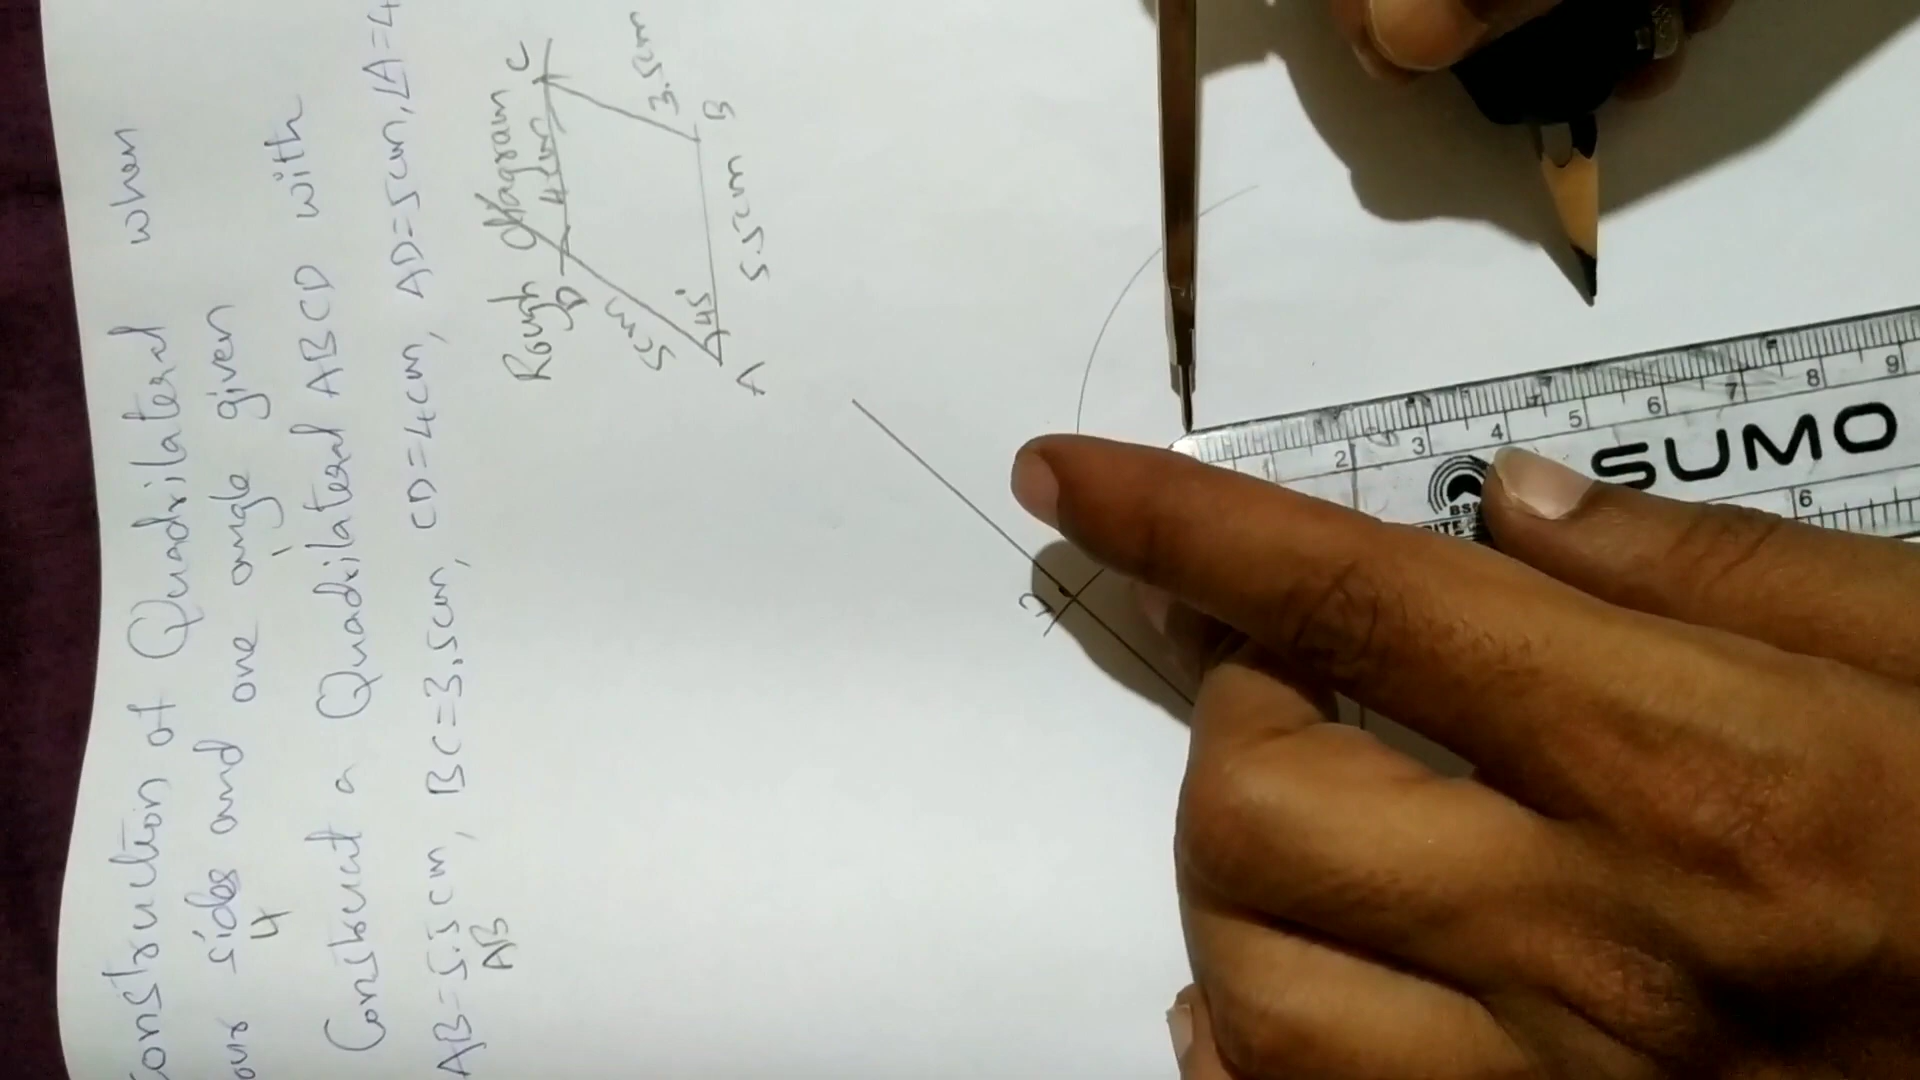 Construction of Quadrilateral when
our sides and one angle given
4
Construct a Quadrilateral ABCD with
AB=5.5cm, BC=3.5cm, CD=4cm, AD=5cm, ∠A=4
AB
Rough diagram
D 4cm C
5cm 3.5cm
45°
A 5.5cm B
D
1 2 3 4 5 6 7 8 9
SUMO
6